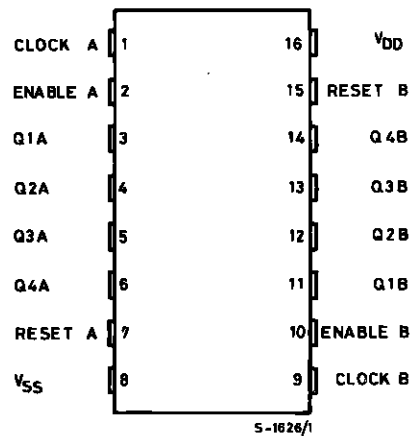 CLOCK A 1 16 VDD
ENABLE A 2 15 RESET B
Q1A 3 14 Q4B
Q2A 4 13 Q3B
Q3A 5 12 Q2B
Q4A 6 11 Q1B
RESET A 7 10 ENABLE B
VSS 8 9 CLOCK B
S-1626/1